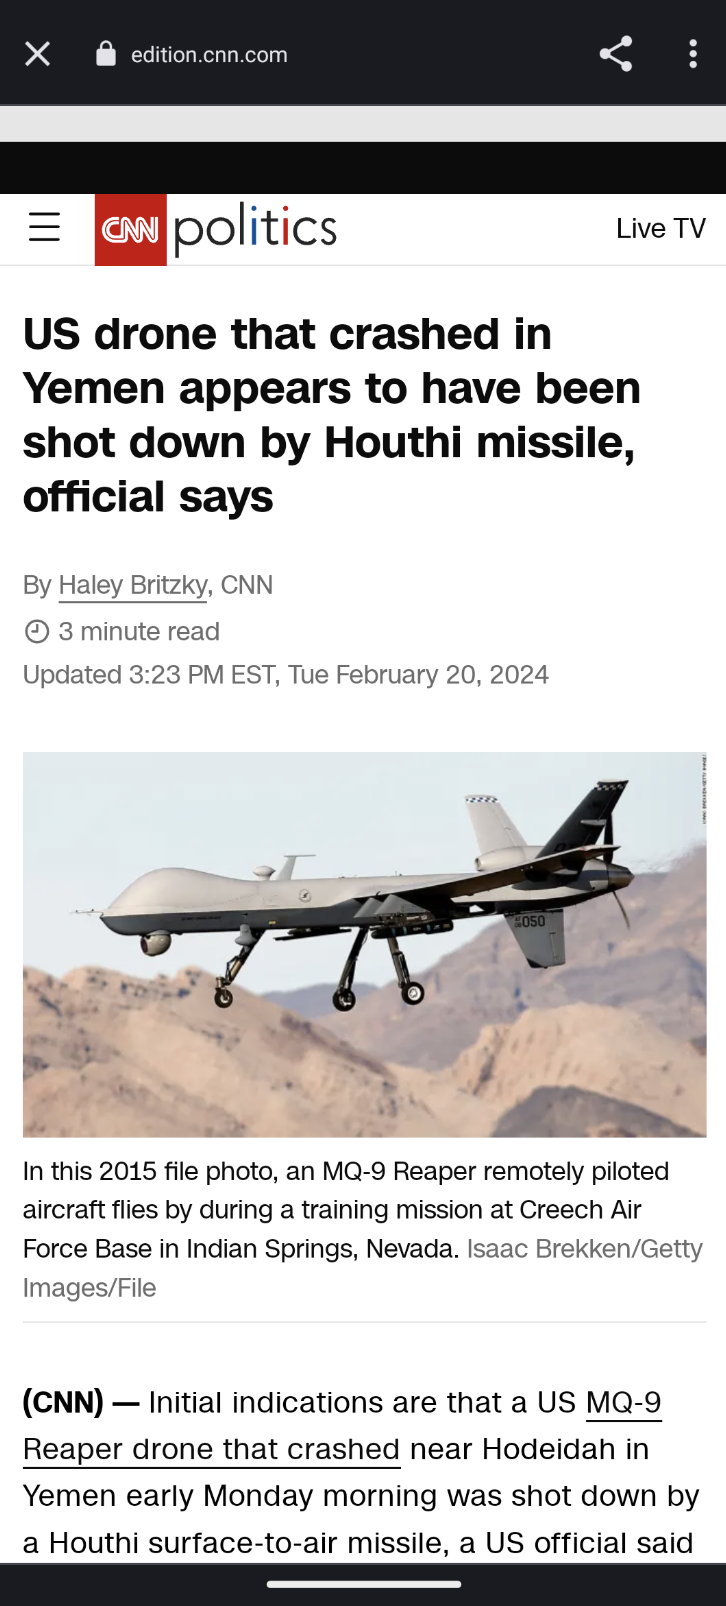 edition.cnn.com
CNN politics
Live TV
US drone that crashed in
Yemen appears to have been
shot down by Houthi missile,
official says
By Haley Britzky, CNN
3 minute read
Updated 3:23 PM EST, Tue February 20, 2024
050
In this 2015 file photo, an MQ-9 Reaper remotely piloted
aircraft flies by during a training mission at Creech Air
Force Base in Indian Springs, Nevada. Isaac Brekken/Getty
Images/File
(CNN) — Initial indications are that a US MQ-9
Reaper drone that crashed near Hodeidah in
Yemen early Monday morning was shot down by
a Houthi surface-to-air missile, a US official said